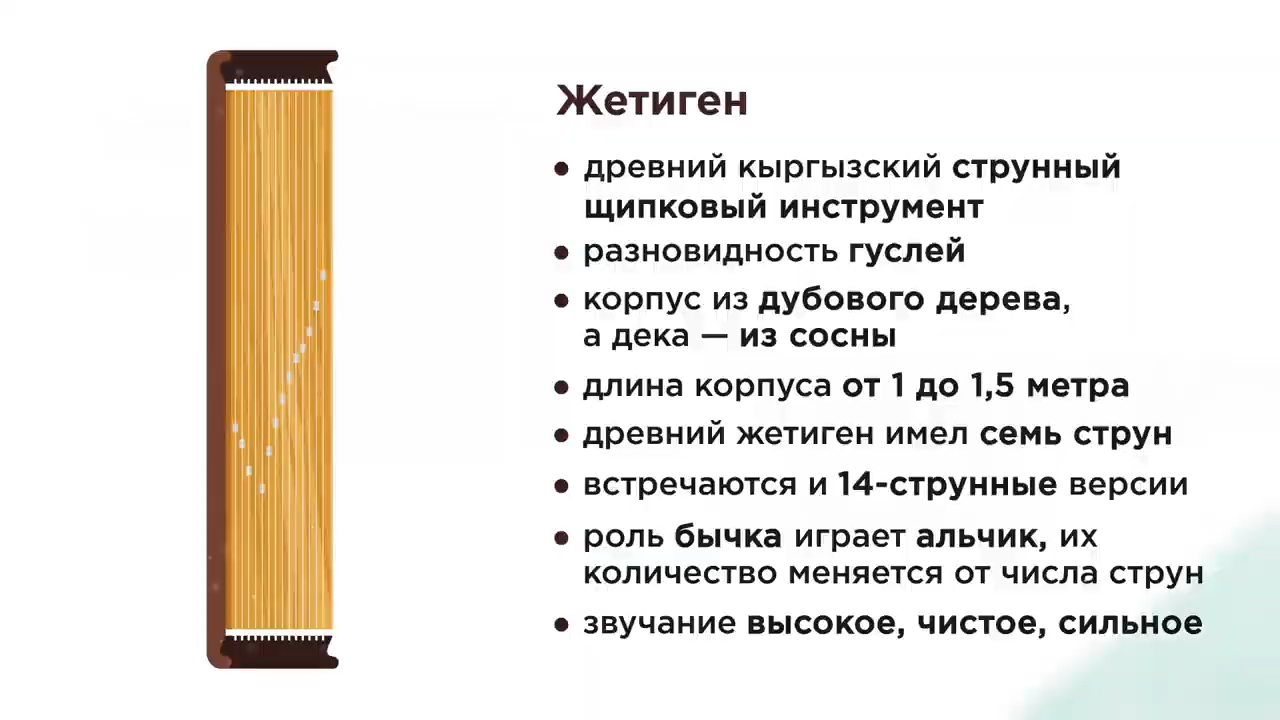 Жетиген
• древний кыргызский струнный
щипковый инструмент
• разновидность гуслей
• корпус из дубового дерева,
а дека — из сосны
• длина корпуса от 1 до 1,5 метра
• древний жетиген имел семь струн
• встречаются и 14-струнные версии
• роль бычка играет альчик, их
количество меняется от числа струн
• звучание высокое, чистое, сильное